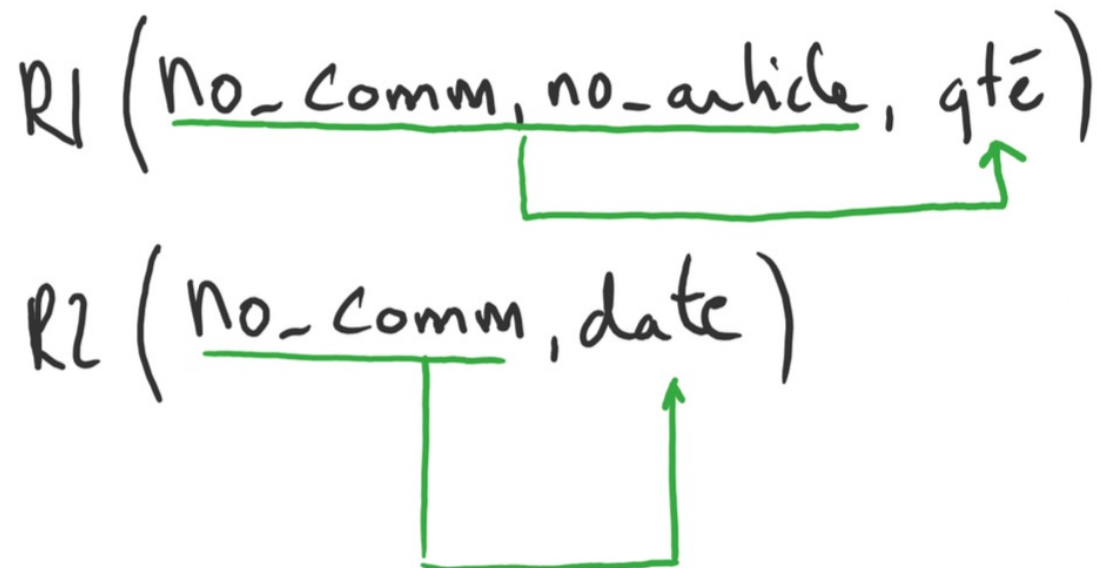 R1 (no_comm, no_article, qté)
R2 (no_comm, date)